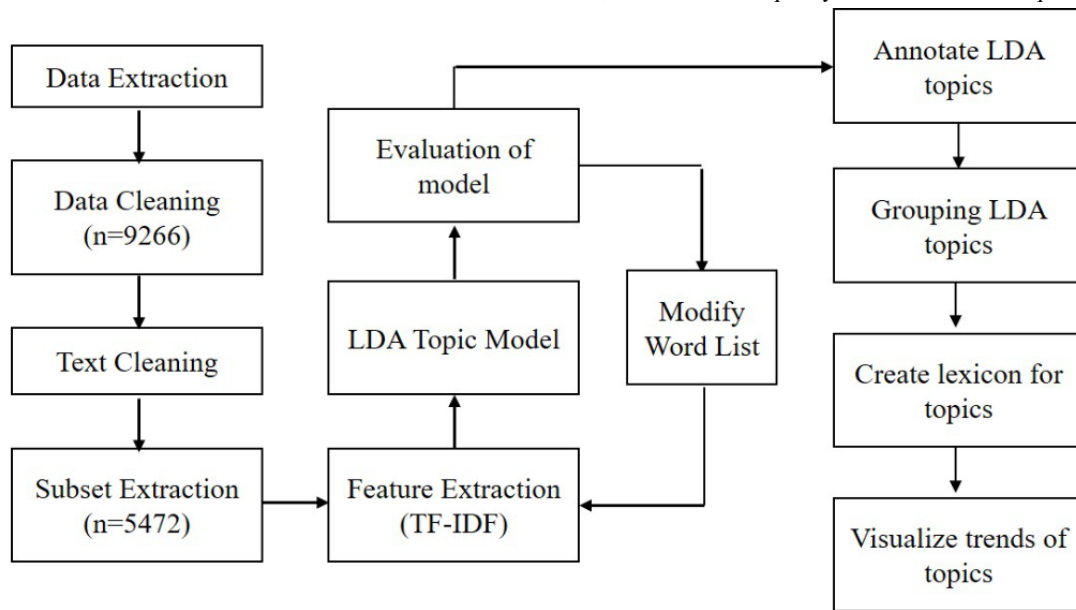 Data Extraction
Data Cleaning
(n=9266)
Text Cleaning
Subset Extraction
(n=5472)
Feature Extraction
(TF-IDF)
LDA Topic Model
Evaluation of
model
Modify
Word List
Annotate LDA
topics
Grouping LDA
topics
Create lexicon for
topics
Visualize trends of
topics